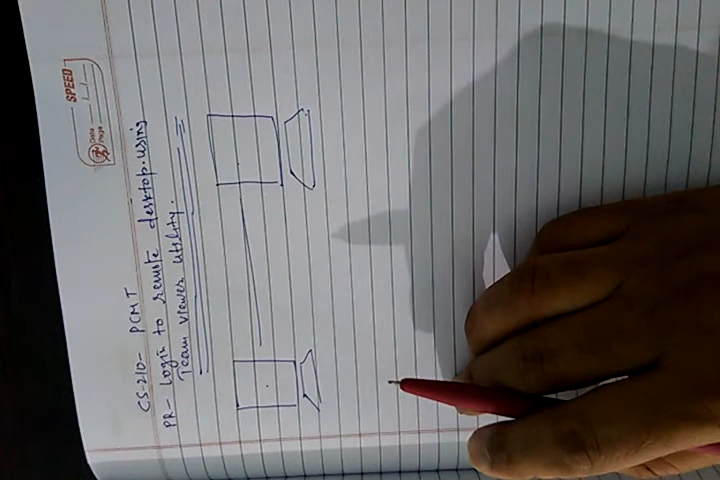 SPEED
Date
Page
CS-210- PCMT
PR- Login to remote desktop. using
Team viewer utility.